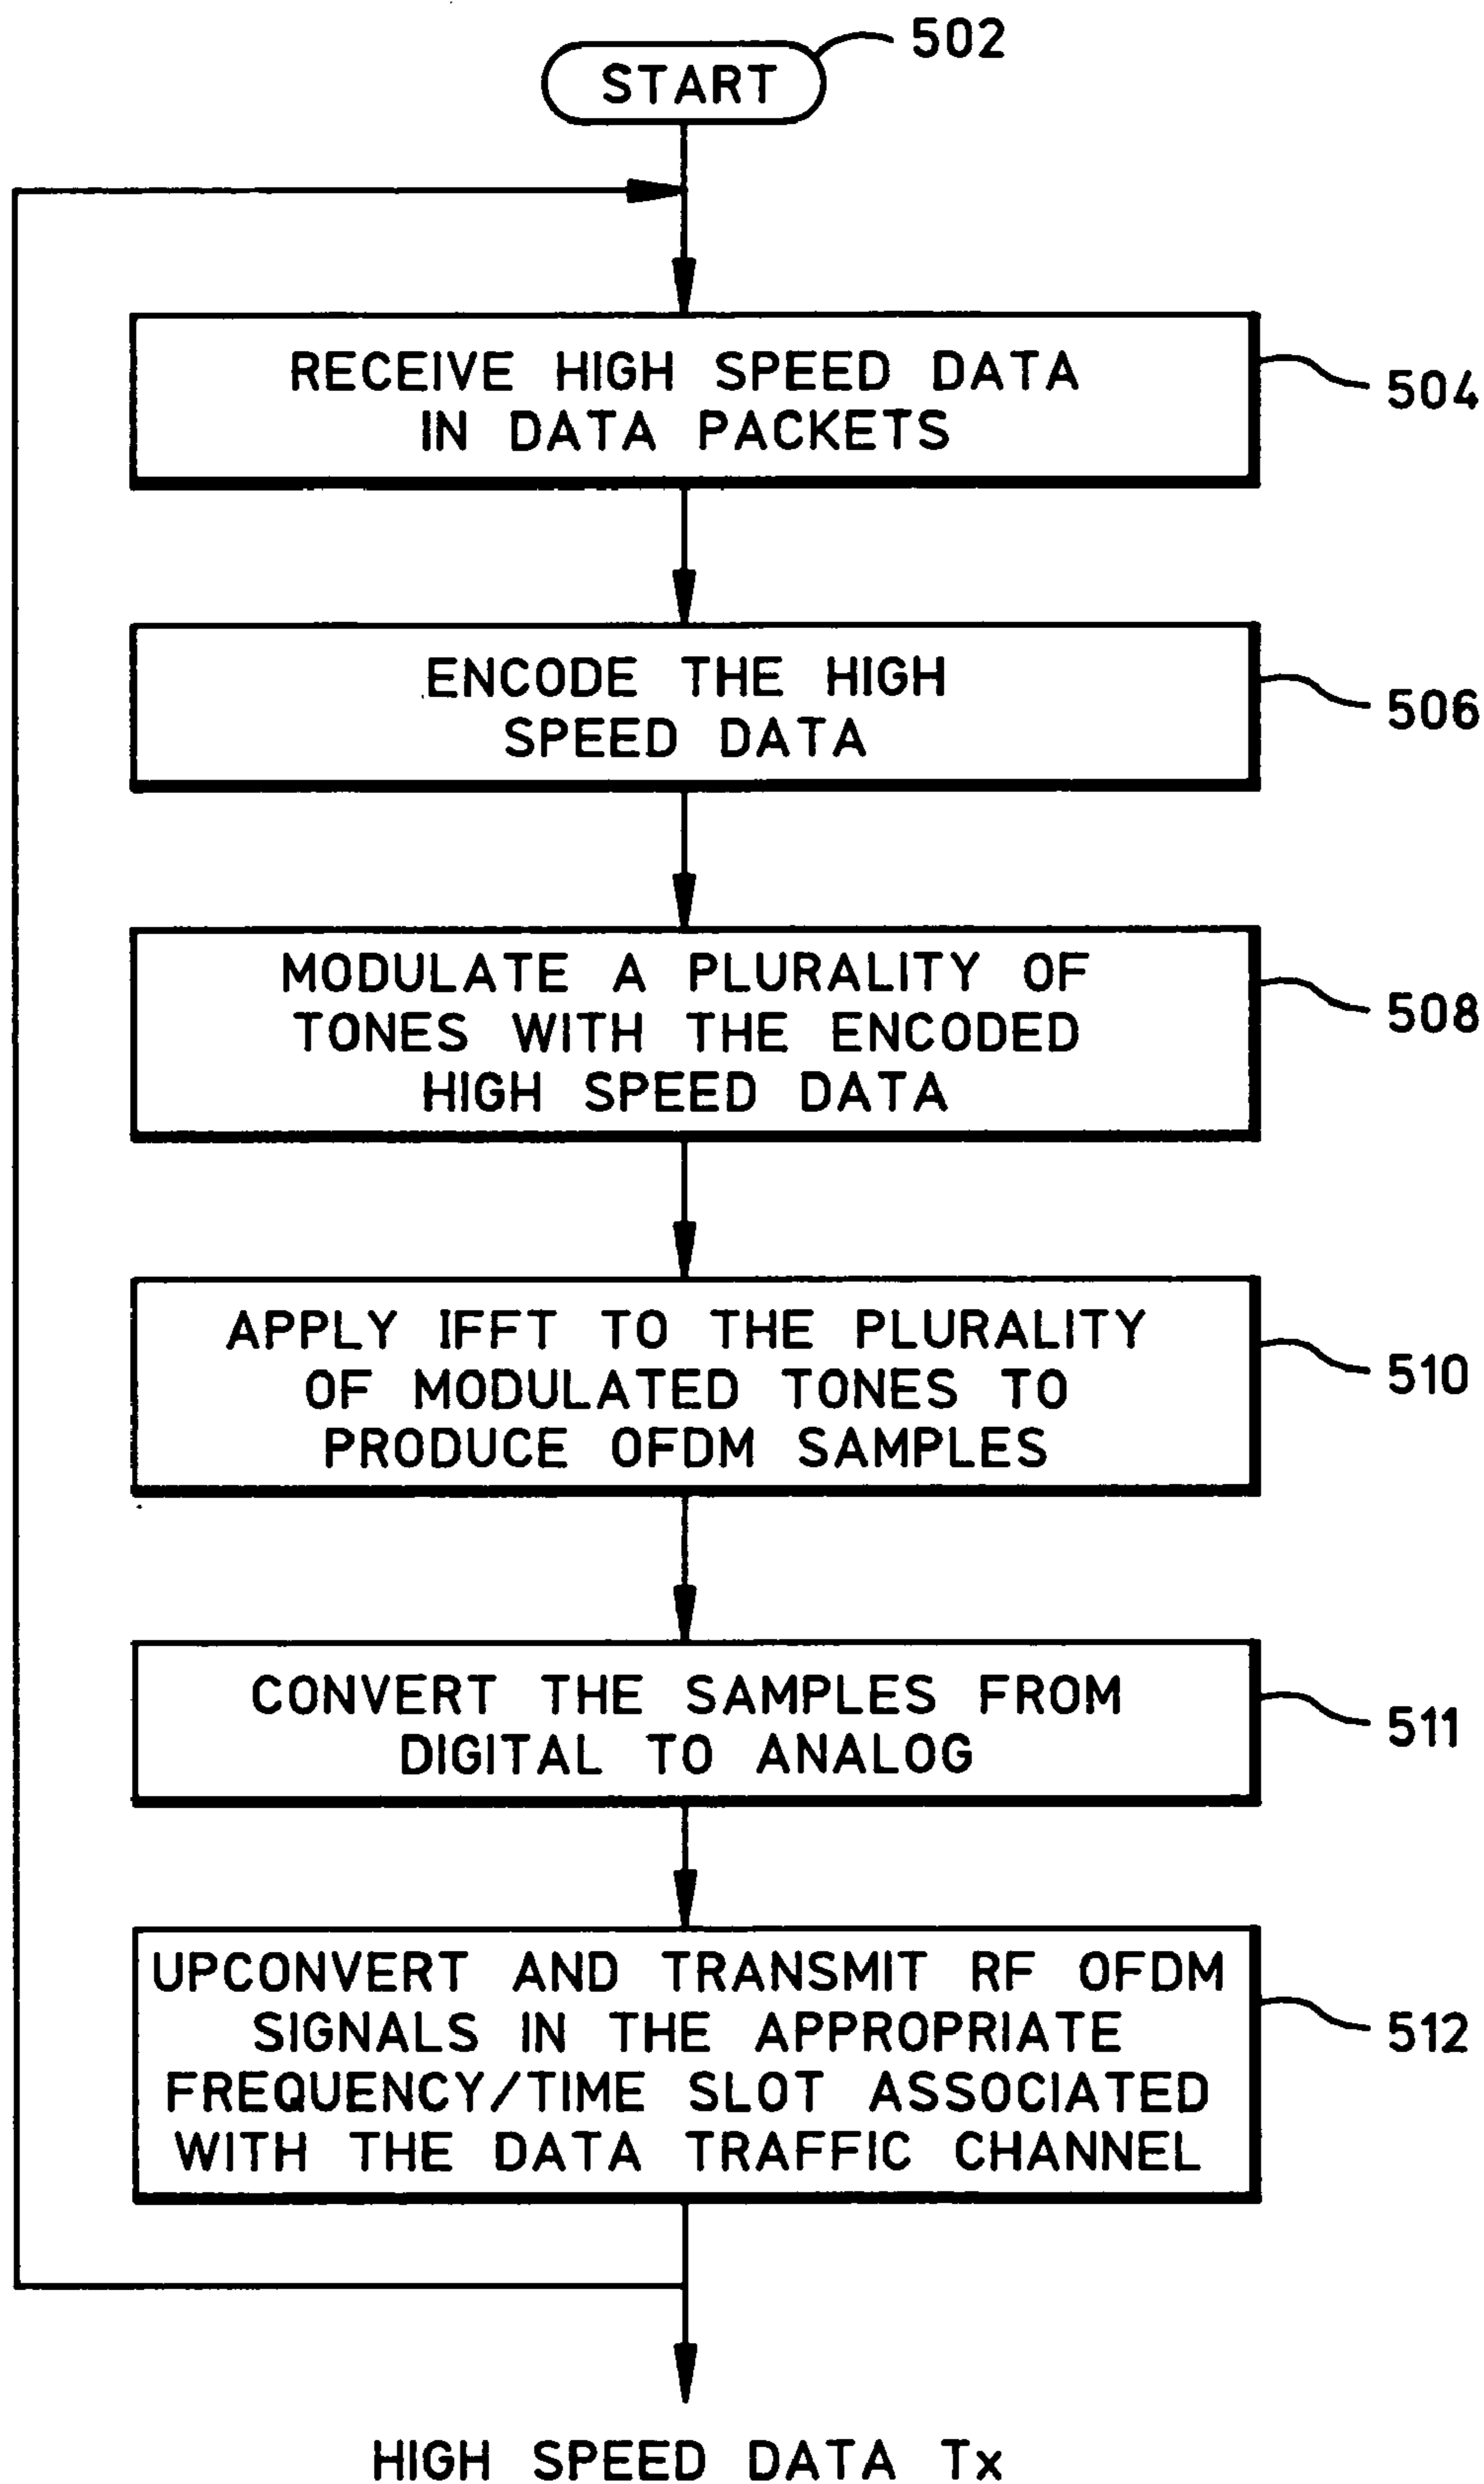 502
START
RECEIVE HIGH SPEED DATA
IN DATA PACKETS
504
ENCODE THE HIGH
SPEED DATA
506
MODULATE A PLURALITY OF
TONES WITH THE ENCODED
HIGH SPEED DATA
508
APPLY IFFT TO THE PLURALITY
OF MODULATED TONES TO
PRODUCE OFDM SAMPLES
510
CONVERT THE SAMPLES FROM
DIGITAL TO ANALOG
511
UPCONVERT AND TRANSMIT RF OFDM
SIGNALS IN THE APPROPRIATE
FREQUENCY/TIME SLOT ASSOCIATED
WITH THE DATA TRAFFIC CHANNEL
512
HIGH SPEED DATA Tx